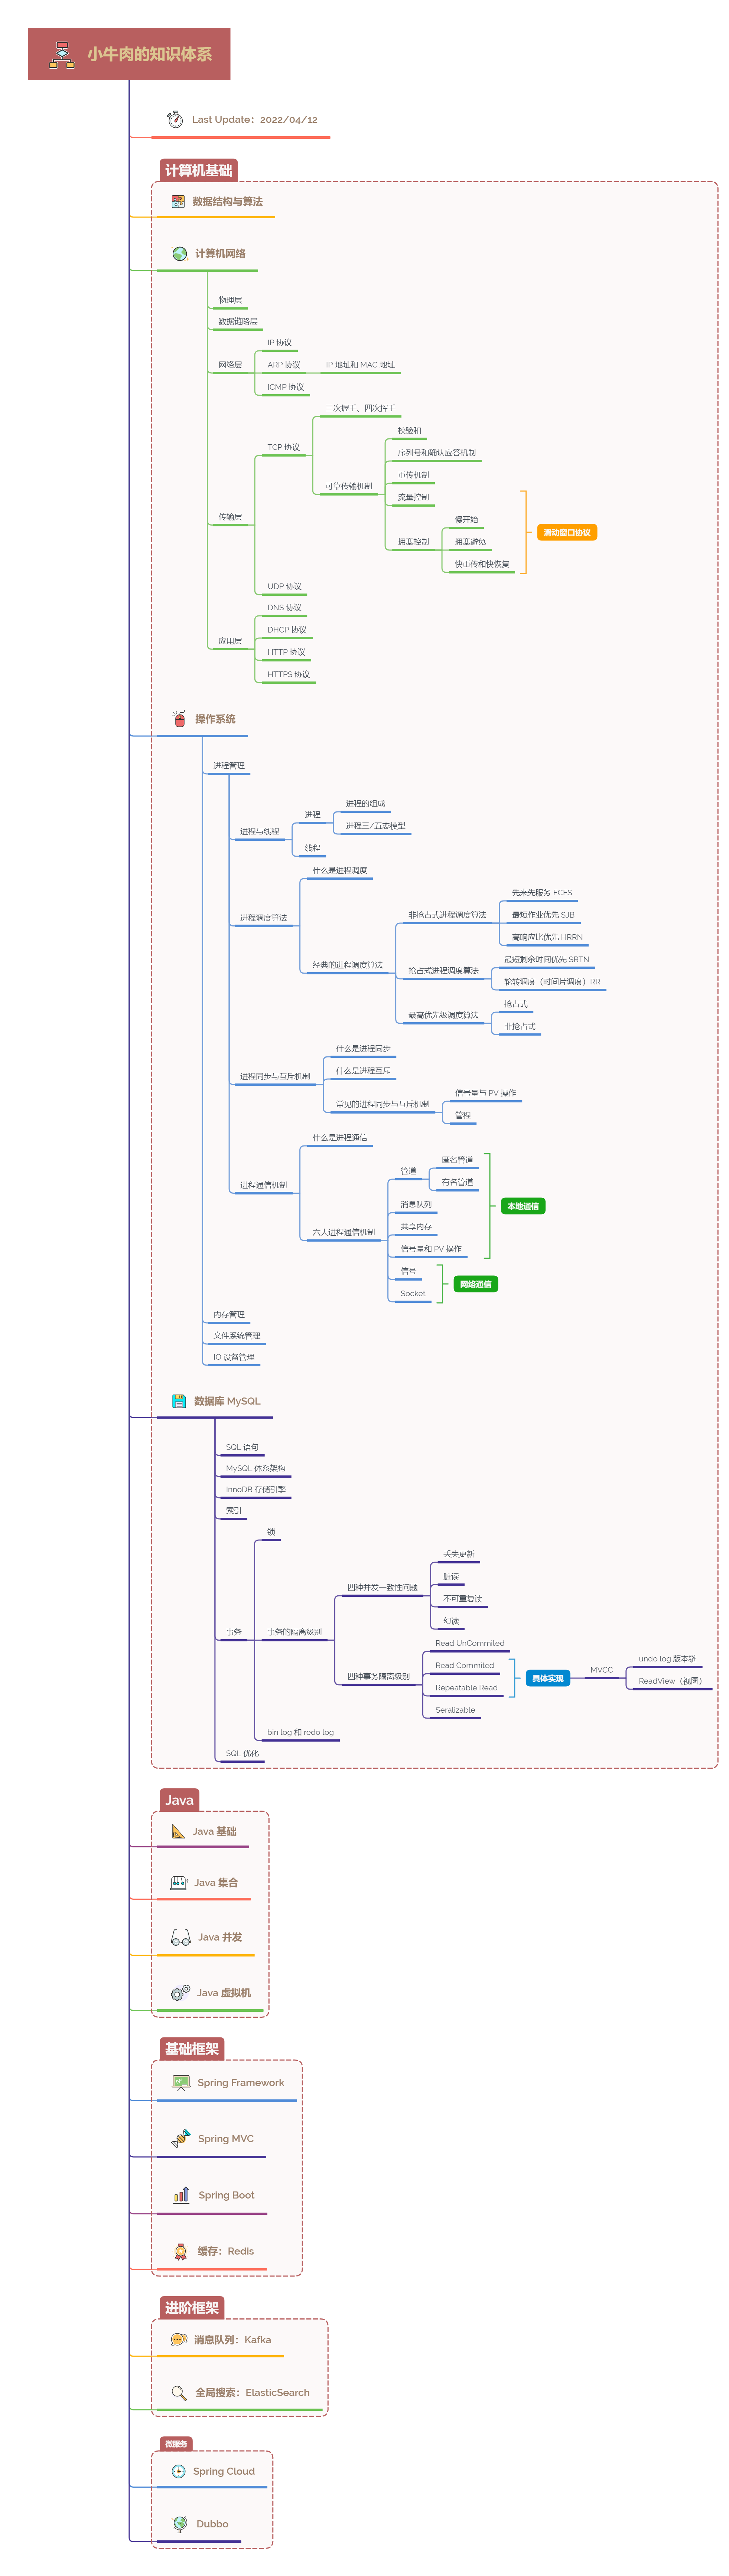 小牛肉的知识体系
Last Update：2022/04/12
计算机基础
数据结构与算法
计算机网络
物理层
数据链路层
网络层
IP 协议
ARP 协议
IP 地址和 MAC 地址
ICMP 协议
传输层
TCP 协议
三次握手、四次挥手
可靠传输机制
校验和
序列号和确认应答机制
重传机制
流量控制
拥塞控制
慢开始
拥塞避免
快重传和快恢复
滑动窗口协议
UDP 协议
应用层
DNS 协议
DHCP 协议
HTTP 协议
HTTPS 协议
操作系统
进程管理
进程与线程
进程
进程的组成
进程三/五态模型
线程
进程调度算法
什么是进程调度
经典的进程调度算法
非抢占式进程调度算法
先来先服务 FCFS
最短作业优先 SJB
高响应比优先 HRRN
抢占式进程调度算法
最短剩余时间优先 SRTN
轮转调度（时间片调度）RR
最高优先级调度算法
抢占式
非抢占式
进程同步与互斥机制
什么是进程同步
什么是进程互斥
常见的进程同步与互斥机制
信号量与 PV 操作
管程
进程通信机制
什么是进程通信
六大进程通信机制
管道
匿名管道
有名管道
消息队列
共享内存
信号量和 PV 操作
本地通信
信号
Socket
网络通信
内存管理
文件系统管理
IO 设备管理
数据库 MySQL
SQL 语句
MySQL 体系架构
InnoDB 存储引擎
索引
事务
锁
事务的隔离级别
四种并发一致性问题
丢失更新
脏读
不可重复读
幻读
四种事务隔离级别
Read UnCommited
Read Commited
Repeatable Read
Seralizable
具体实现
MVCC
undo log 版本链
ReadView（视图）
bin log 和 redo log
SQL 优化
Java
Java 基础
Java 集合
Java 并发
Java 虚拟机
基础框架
Spring Framework
Spring MVC
Spring Boot
缓存：Redis
进阶框架
消息队列：Kafka
全局搜索：ElasticSearch
微服务
Spring Cloud
Dubbo